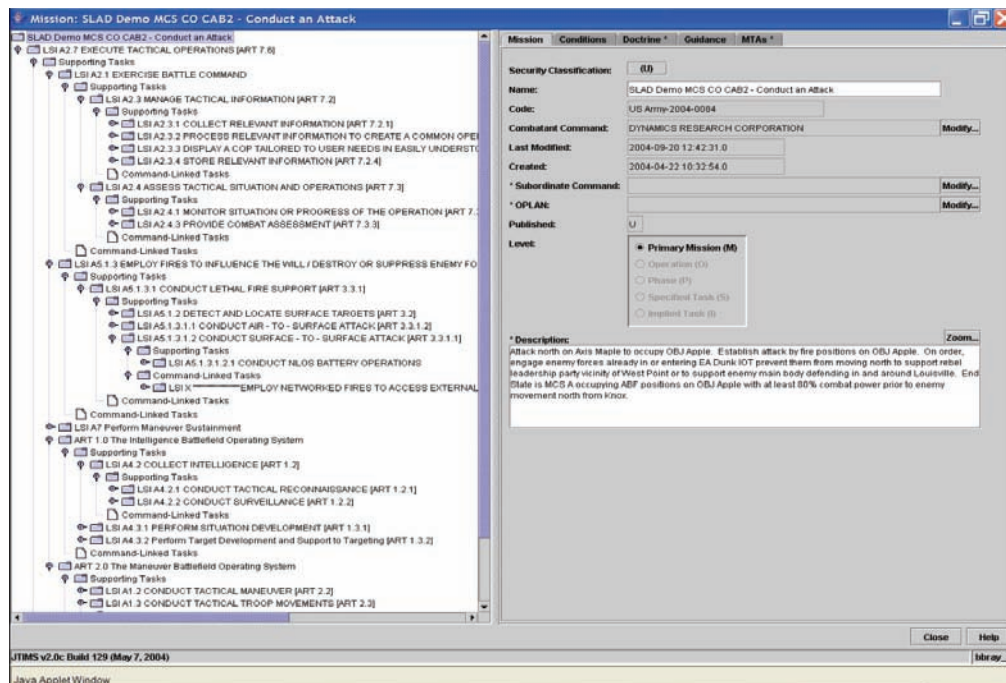 Mission: SLAD Demo MCS CO CAB2 - Conduct an Attack
SLAD Demo MCS CO CAB2 - Conduct an Attack
LSI A2.7 EXECUTE TACTICAL OPERATIONS [ART 7.6]
Supporting Tasks
LSI A2.1 EXERCISE BATTLE COMMAND
Supporting Tasks
LSI A2.3 MANAGE TACTICAL INFORMATION [ART 7.2]
Supporting Tasks
LSI A2.3.1 COLLECT RELEVANT INFORMATION [ART 7.2.1]
LSI A2.3.2 PROCESS RELEVANT INFORMATION TO CREATE A COMMON OPE
LSI A2.3.3 DISPLAY A COP TAILORED TO USER NEEDS IN EASILY UNDERSTO
LSI A2.3.4 STORE RELEVANT INFORMATION [ART 7.2.4]
Command-Linked Tasks
LSI A2.4 ASSESS TACTICAL SITUATION AND OPERATIONS [ART 7.3]
Supporting Tasks
LSI A2.4.1 MONITOR SITUATION OR PROGRESS OF THE OPERATION [ART 7.
LSI A2.4.3 PROVIDE COMBAT ASSESSMENT [ART 7.3.3]
Command-Linked Tasks
Command-Linked Tasks
LSI A5.1.3 EMPLOY FIRES TO INFLUENCE THE WILL / DESTROY OR SUPPRESS ENEMY FO
Supporting Tasks
LSI A5.1.3.1 CONDUCT LETHAL FIRE SUPPORT [ART 3.3.1]
Supporting Tasks
LSI A5.1.2 DETECT AND LOCATE SURFACE TARGETS [ART 3.2]
LSI A5.1.3.1.1 CONDUCT AIR - TO - SURFACE ATTACK [ART 3.3.1.2]
LSI A5.1.3.1.2 CONDUCT SURFACE - TO - SURFACE ATTACK [ART 3.3.1.1]
Supporting Tasks
LSI A5.1.3.1.2.1 CONDUCT NLOS BATTERY OPERATIONS
Command-Linked Tasks
LSI X EMPLOY NETWORKED FIRES TO ACCESS EXTERNAL
Command-Linked Tasks
Command-Linked Tasks
LSI A7 Perform Maneuver Sustainment
ART 1.0 The Intelligence Battlefield Operating System
Supporting Tasks
LSI A4.2 COLLECT INTELLIGENCE [ART 1.2]
Supporting Tasks
LSI A4.2.1 CONDUCT TACTICAL RECONNAISSANCE [ART 1.2.1]
LSI A4.2.2 CONDUCT SURVEILLANCE [ART 1.2.2]
Command-Linked Tasks
LSI A4.3.1 PERFORM SITUATION DEVELOPMENT [ART 1.3.1]
LSI A4.3.2 Perform Target Development and Support to Targeting [ART 1.3.2]
Command-Linked Tasks
ART 2.0 The Maneuver Battlefield Operating System
Supporting Tasks
LSI A1.2 CONDUCT TACTICAL MANEUVER [ART 2.2]
LSI A1.3 CONDUCT TACTICAL TROOP MOVEMENTS [ART 2.3]
Mission Conditions Doctrine * Guidance MTAs *
Security Classification: (U)
Name: SLAD Demo MCS CO CAB2 - Conduct an Attack
Code: US Army-2004-0084
Combatant Command: DYNAMICS RESEARCH CORPORATION Modify...
Last Modified: 2004-09-20 12:42:31.0
Created: 2004-04-22 10:32:54.0
* Subordinate Command: Modify...
* OPLAN: Modify...
Published: U
Level: Primary Mission (M)
Operation (O)
Phase (P)
Specified Task (S)
Implied Task (I)
* Description: Zoom...
Attack north on Axis Maple to occupy OBJ Apple. Establish attack by fire positions on OBJ Apple. On order,
engage enemy forces already in or entering EA Dunk IOT prevent them from moving north to support rebel
leadership party vicinity of West Point or to support enemy main body defending in and around Louisville. End
State is MCS A occupying ABF positions on OBJ Apple with at least 80% combat power prior to enemy
movement north from Knox.
Close Help
JTIMS v2.0c Build 129 (May 7, 2004) hbray_
Java Applet Window